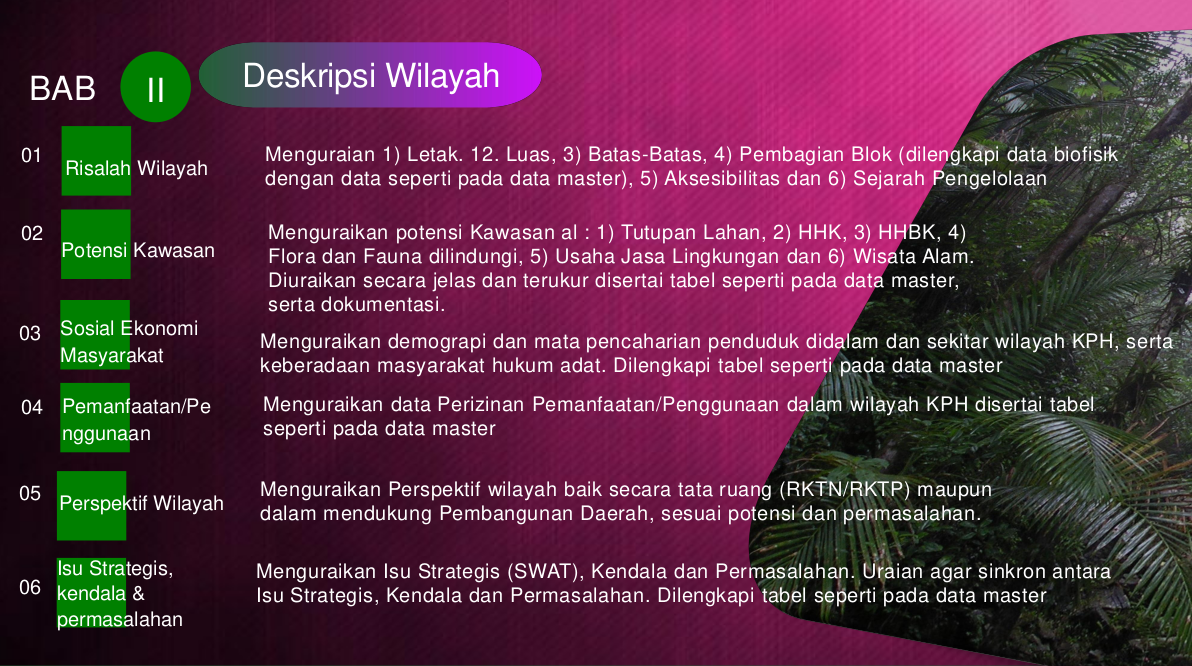 BAB II Deskripsi Wilayah
01 Risalah Wilayah
Menguraian 1) Letak. 12. Luas, 3) Batas-Batas, 4) Pembagian Blok (dilengkapi data biofisik
dengan data seperti pada data master), 5) Aksesibilitas dan 6) Sejarah Pengelolaan
02 Potensi Kawasan
Menguraikan potensi Kawasan al : 1) Tutupan Lahan, 2) HHK, 3) HHBK, 4)
Flora dan Fauna dilindungi, 5) Usaha Jasa Lingkungan dan 6) Wisata Alam.
Diuraikan secara jelas dan terukur disertai tabel seperti pada data master,
serta dokumentasi.
03 Sosial Ekonomi
Masyarakat
Menguraikan demograpi dan mata pencaharian penduduk didalam dan sekitar wilayah KPH, serta
keberadaan masyarakat hukum adat. Dilengkapi tabel seperti pada data master
04 Pemanfaatan/Pe
nggunaan
Menguraikan data Perizinan Pemanfaatan/Penggunaan dalam wilayah KPH disertai tabel
seperti pada data master
05 Perspektif Wilayah
Menguraikan Perspektif wilayah baik secara tata ruang (RKTN/RKTP) maupun
dalam mendukung Pembangunan Daerah, sesuai potensi dan permasalahan.
06 Isu Strategis,
kendala &
permasalahan
Menguraikan Isu Strategis (SWAT), Kendala dan Permasalahan. Uraian agar sinkron antara
Isu Strategis, Kendala dan Permasalahan. Dilengkapi tabel seperti pada data master